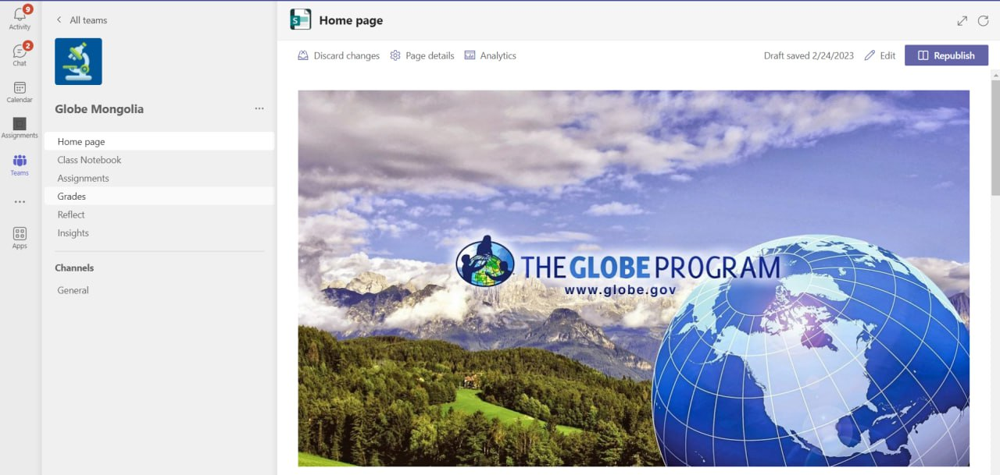 9
Activity
2
Chat
Calendar
Assignments
Teams
Apps
All teams
Globe Mongolia
Home page
Class Notebook
Assignments
Grades
Reflect
Insights
Channels
General
S
Home page
Discard changes Page details Analytics Draft saved 2/24/2023 Edit Republish
THE GLOBE PROGRAM
www.globe.gov